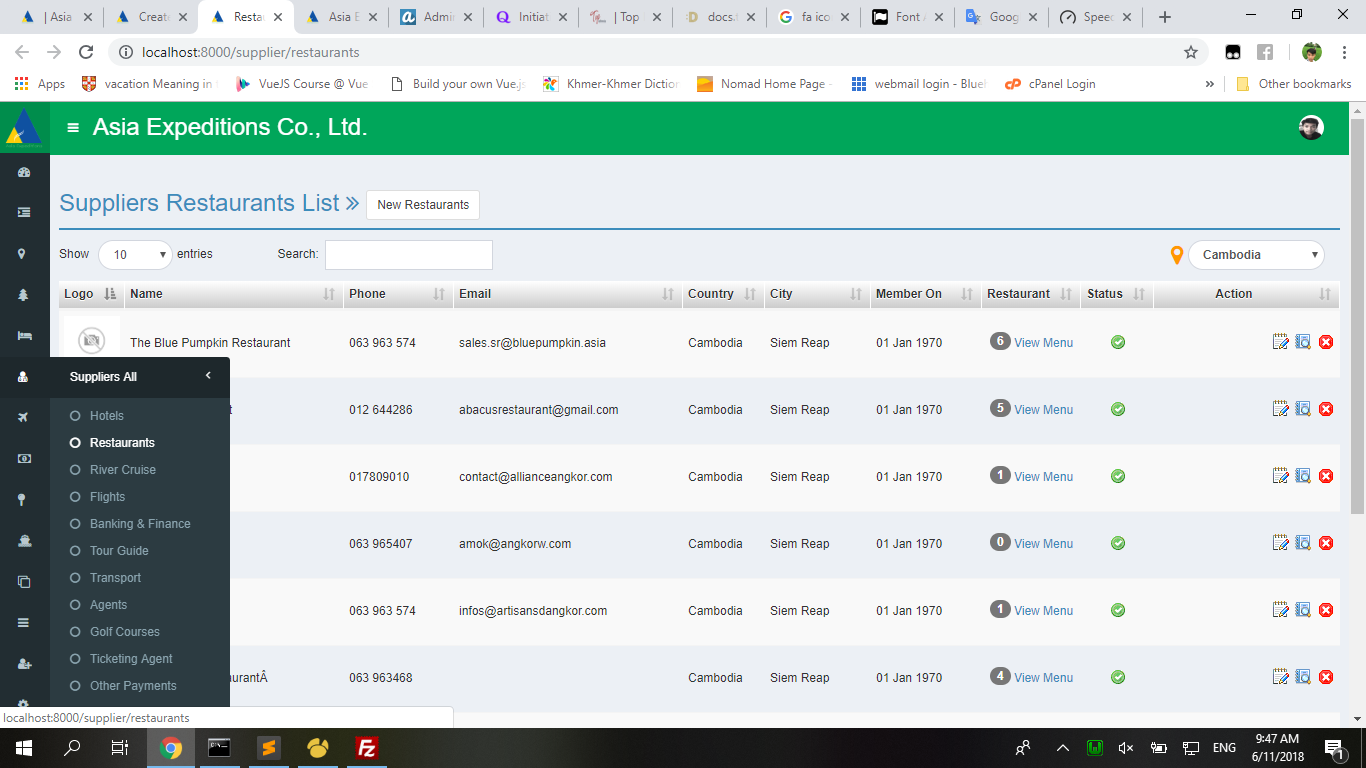 | Asia
Create
Restau
Asia E
Admin
Initiat
| Top
docs.
fa ico
Font A
Goog
Speed
localhost:8000/supplier/restaurants
Apps
vacation Meaning in
VueJS Course @ Vue
Build your own Vue.js
Khmer-Khmer Diction
Nomad Home Page -
webmail login - Blueh
cPanel Login
»
Other bookmarks
Asia Expeditions Co., Ltd.
Suppliers Restaurants List »
New Restaurants
Show 10 entries Search:
Cambodia
Logo Name Phone Email Country City Member On Restaurant Status Action
The Blue Pumpkin Restaurant 063 963 574 sales.sr@bluepumpkin.asia Cambodia Siem Reap 01 Jan 1970 6 View Menu
t 012 644286 abacusrestaurant@gmail.com Cambodia Siem Reap 01 Jan 1970 5 View Menu
017809010 contact@allianceangkor.com Cambodia Siem Reap 01 Jan 1970 1 View Menu
063 965407 amok@angkorw.com Cambodia Siem Reap 01 Jan 1970 0 View Menu
063 963 574 infos@artisansdangkor.com Cambodia Siem Reap 01 Jan 1970 1 View Menu
aurantÂ 063 963468 Cambodia Siem Reap 01 Jan 1970 4 View Menu
Suppliers All
Hotels
Restaurants
River Cruise
Flights
Banking & Finance
Tour Guide
Transport
Agents
Golf Courses
Ticketing Agent
Other Payments
localhost:8000/supplier/restaurants
ENG
9:47 AM
6/11/2018
1